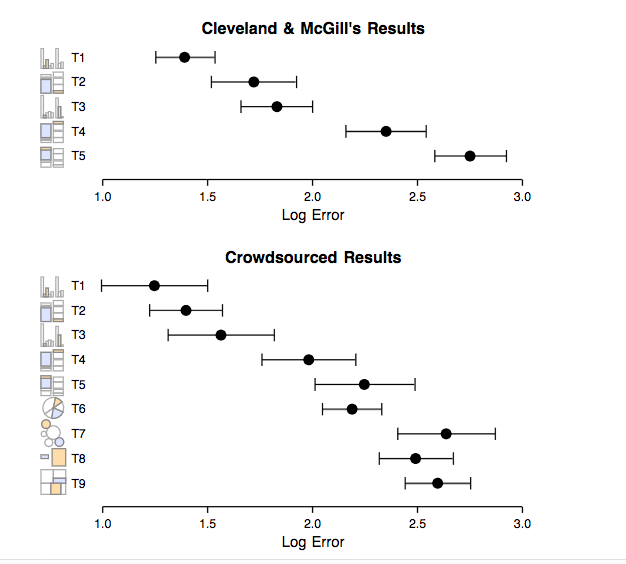 Cleveland & McGill's Results
T1
T2
T3
T4
T5
1.0 1.5 2.0 2.5 3.0
Log Error
Crowdsourced Results
T1
T2
T3
T4
T5
T6
T7
T8
T9
1.0 1.5 2.0 2.5 3.0
Log Error